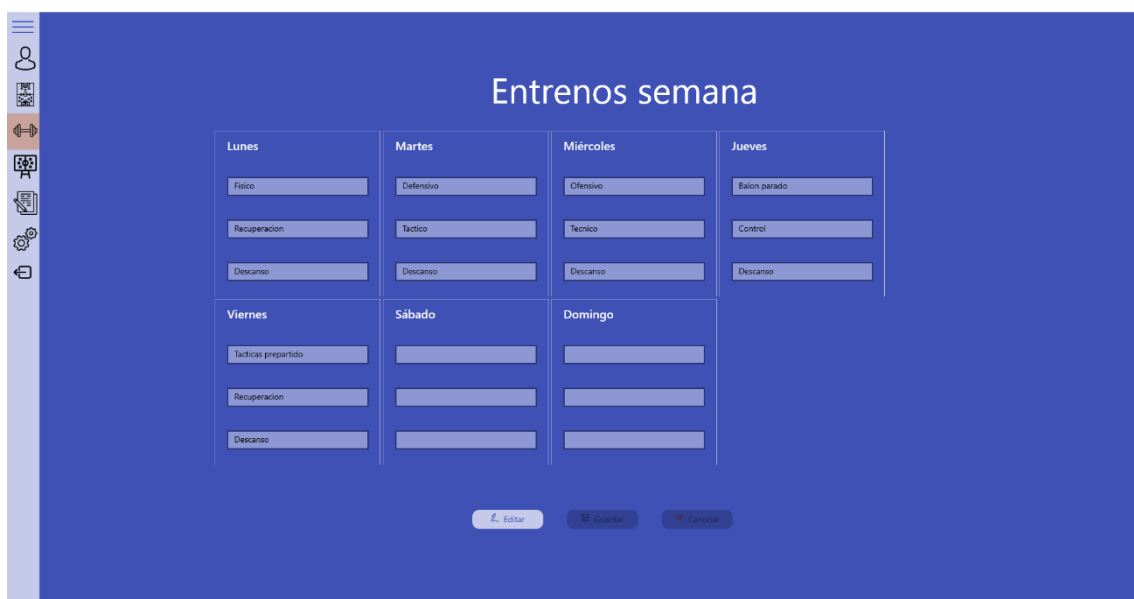 Entrenos semana
Lunes
Fisico
Recuperacion
Descanso
Martes
Defensivo
Tactico
Descanso
Miércoles
Ofensivo
Tecnico
Descanso
Jueves
Balon parado
Control
Descanso
Viernes
Tacticas prepartido
Recuperacion
Descanso
Sábado
Domingo
Editar
Guardar
Cancelar